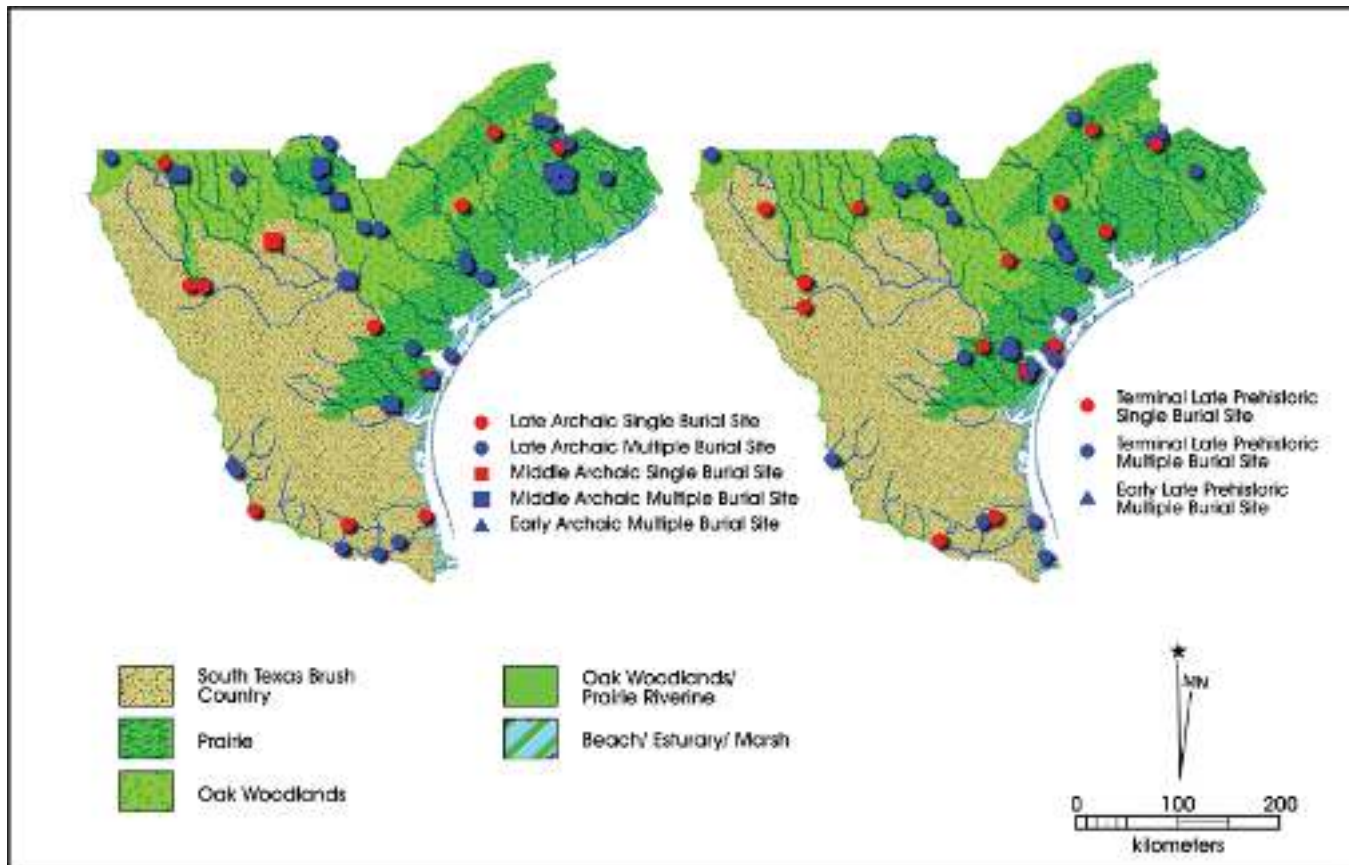 Late Archaic Single Burial Site
Late Archaic Multiple Burial Site
Middle Archaic Single Burial Site
Middle Archaic Multiple Burial Site
Early Archaic Multiple Burial Site
Terminal Late Prehistoric
Single Burial Site
Terminal Late Prehistoric
Multiple Burial Site
Early Late Prehistoric
Multiple Burial Site
South Texas Brush
Country
Prairie
Oak Woodlands
Oak Woodlands/
Prairie Riverine
Beach/ Esturary/ Marsh
MN
0 100 200
kilometers